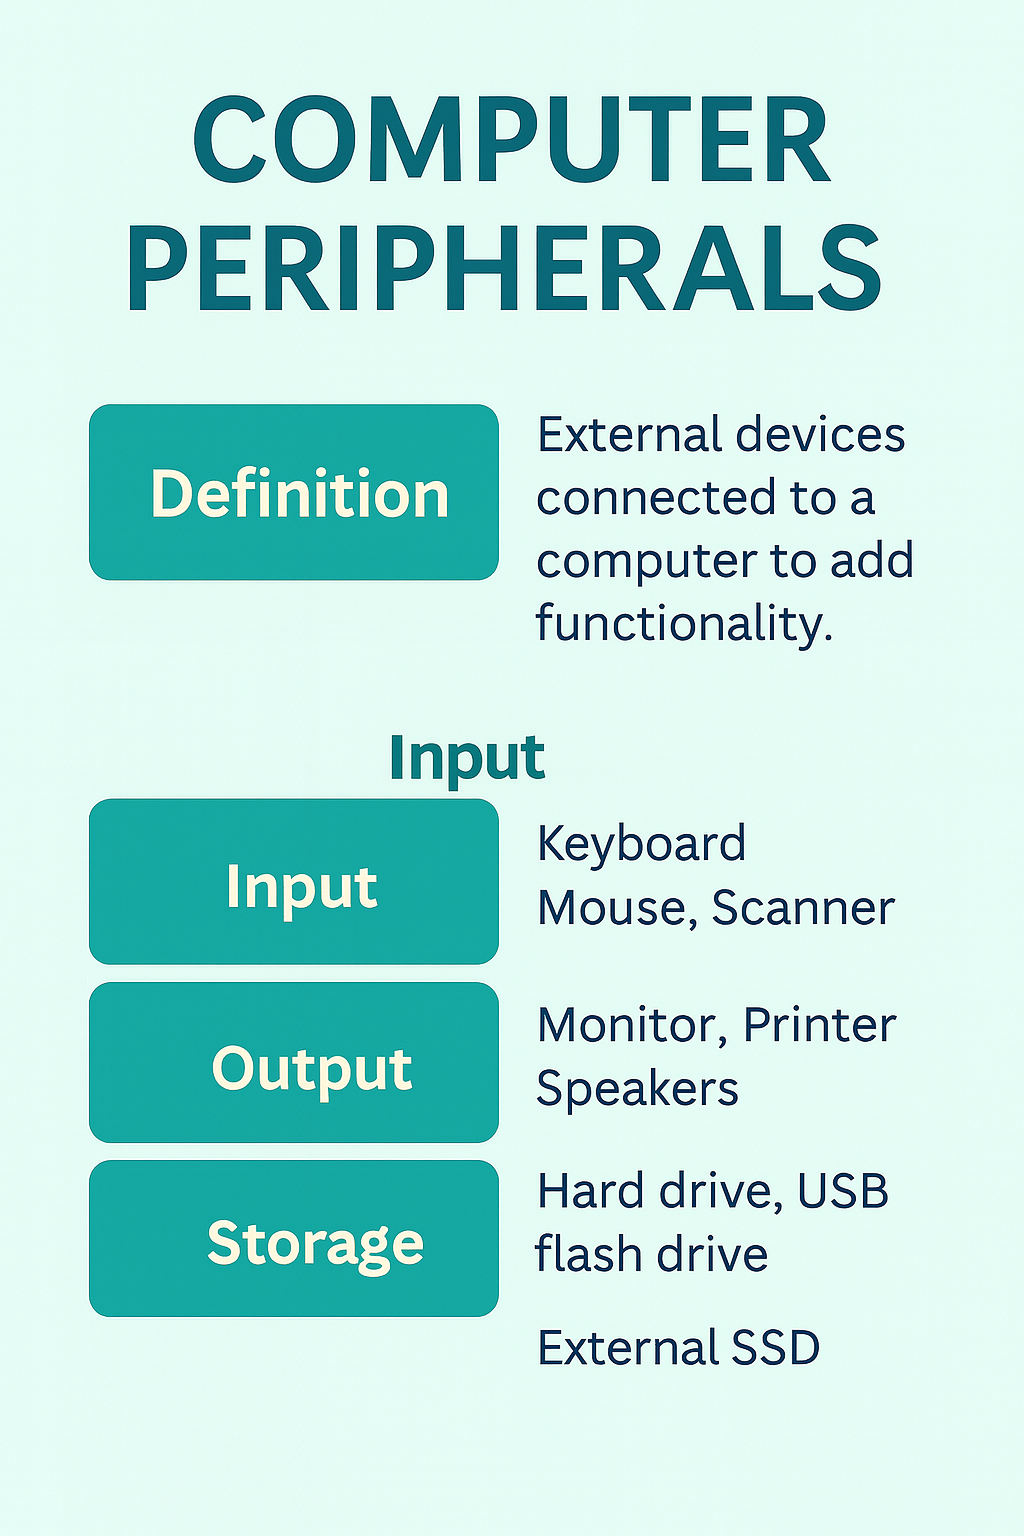 COMPUTER
PERIPHERALS
Definition
External devices
connected to a
computer to add
functionality.
Input
Input
Keyboard
Mouse, Scanner
Output
Monitor, Printer
Speakers
Storage
Hard drive, USB
flash drive
External SSD